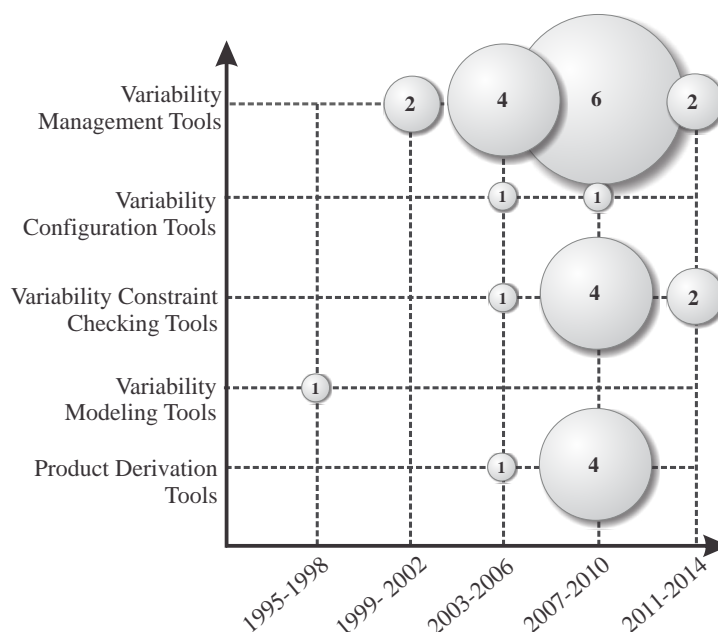 Variability
Management Tools
2
4
6
2
Variability
Configuration Tools
1
1
Variability Constraint
Checking Tools
1
4
2
Variability
Modeling Tools
1
Product Derivation
Tools
1
4
1995-1998
1999- 2002
2003-2006
2007-2010
2011-2014